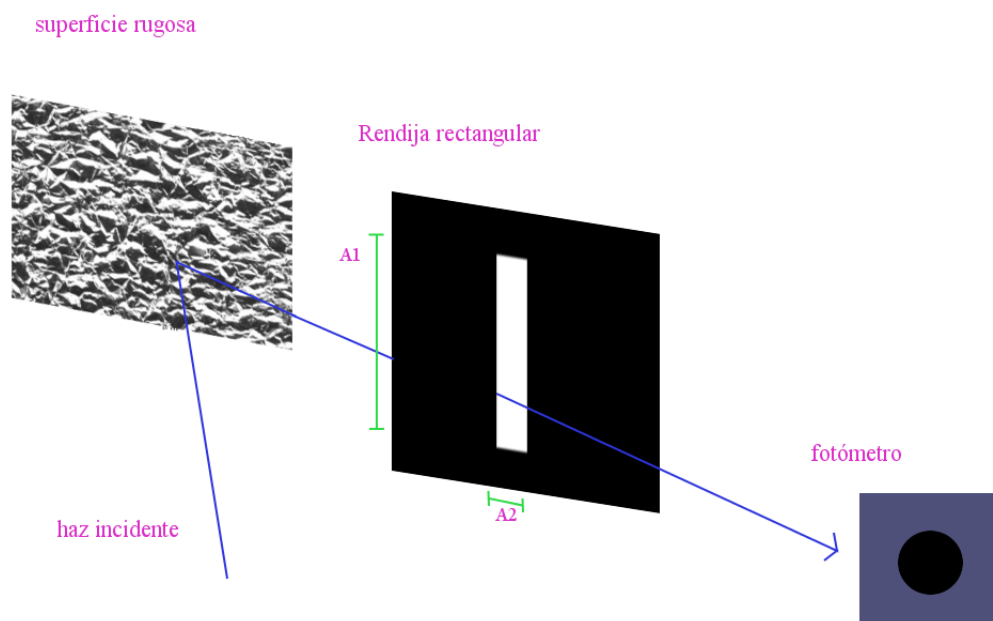 superficie rugosa
Rendija rectangular
A1
fotómetro
A2
haz incidente